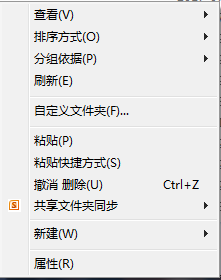 查看(V)
排序方式(O)
分组依据(P)
刷新(E)
自定义文件夹(F)...
粘贴(P)
粘贴快捷方式(S)
撤消 删除(U) Ctrl+Z
S 共享文件夹同步
新建(W)
属性(R)